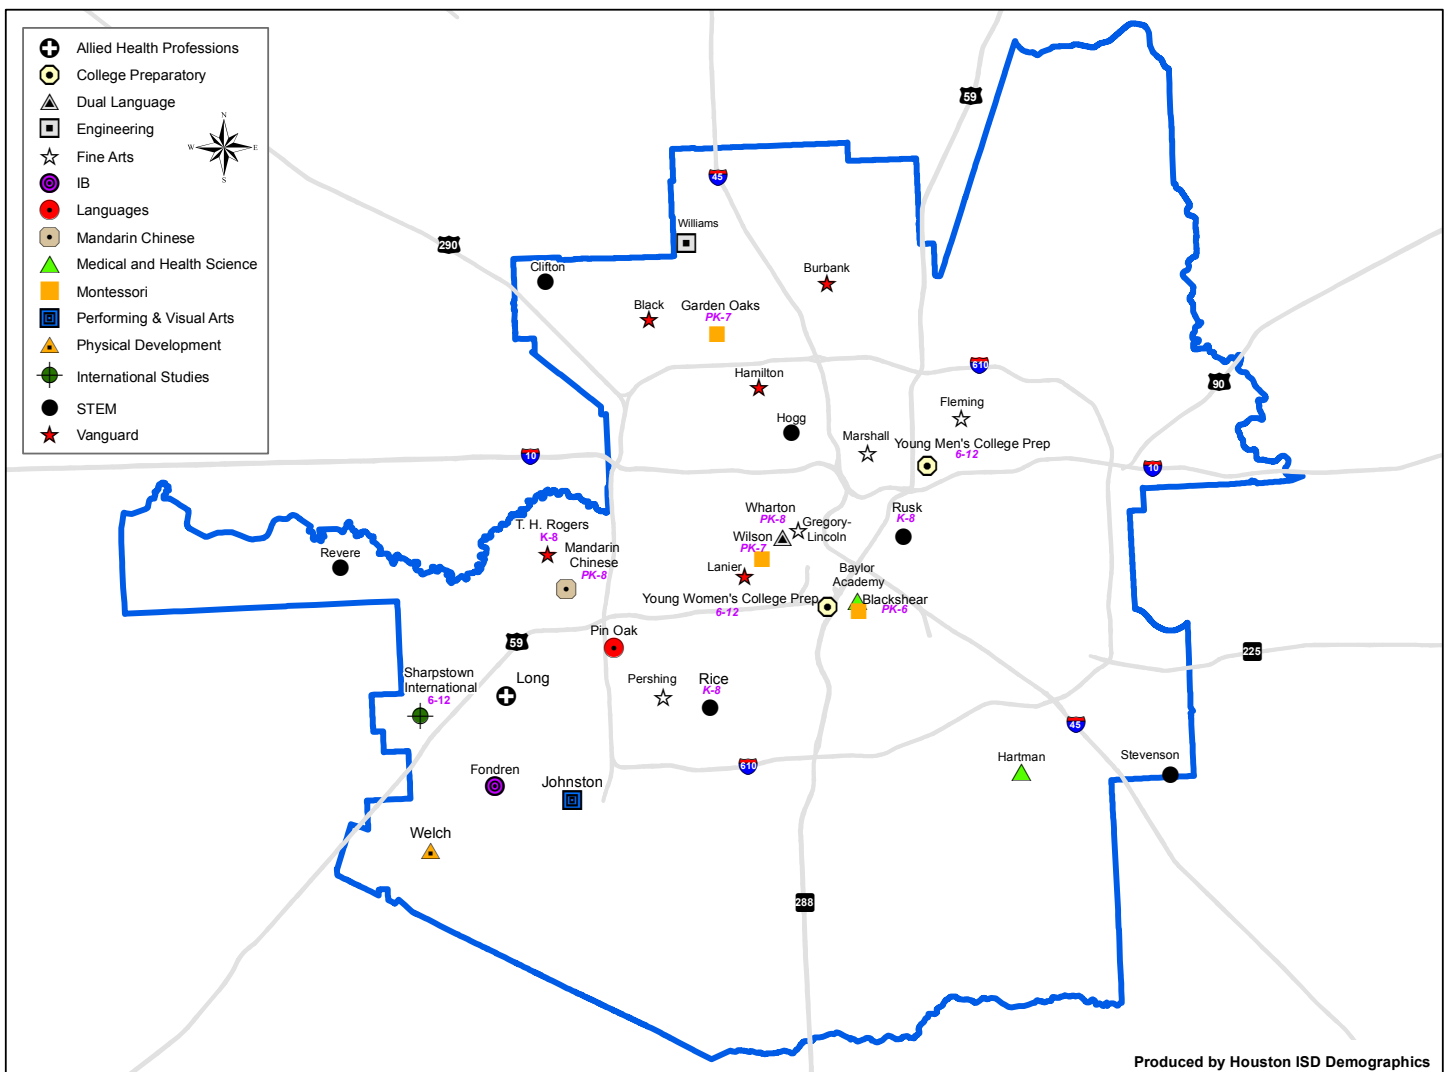 Allied Health Professions
College Preparatory
Dual Language
Engineering
Fine Arts
IB
Languages
Mandarin Chinese
Medical and Health Science
Montessori
Performing & Visual Arts
Physical Development
International Studies
STEM
Vanguard
N
W
E
S
59
45
290
Williams
Clifton
Burbank
Black
Garden Oaks
PK-7
610
Hamilton
90
Fleming
Hogg
Marshall
Young Men's College Prep
6-12
10
10
Wharton
PK-8
Gregory-
Lincoln
Rusk
K-8
T. H. Rogers
K-8
Wilson
PK-7
Mandarin
Chinese
PK-8
Revere
Lanier
Baylor
Academy
Young Women's College Prep
6-12
Blackshear
PK-6
59
Pin Oak
225
Sharpstown
International
6-12
Long
Pershing
Rice
K-8
45
610
Hartman
Stevenson
Fondren
Johnston
Welch
288
Produced by Houston ISD Demographics